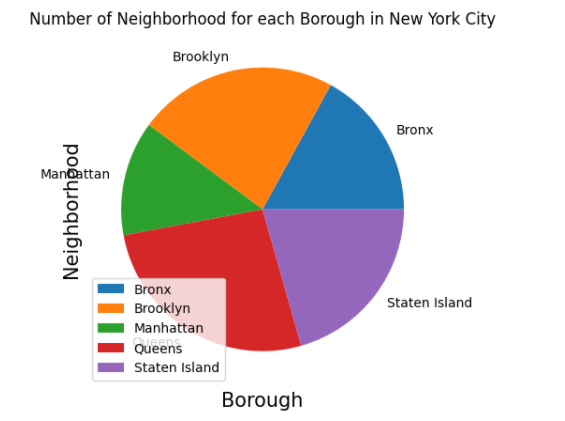 Number of Neighborhood for each Borough in New York City
Brooklyn
Bronx
Manhattan
Neighborhood
Staten Island
Queens
Bronx
Brooklyn
Manhattan
Queens
Staten Island
Borough